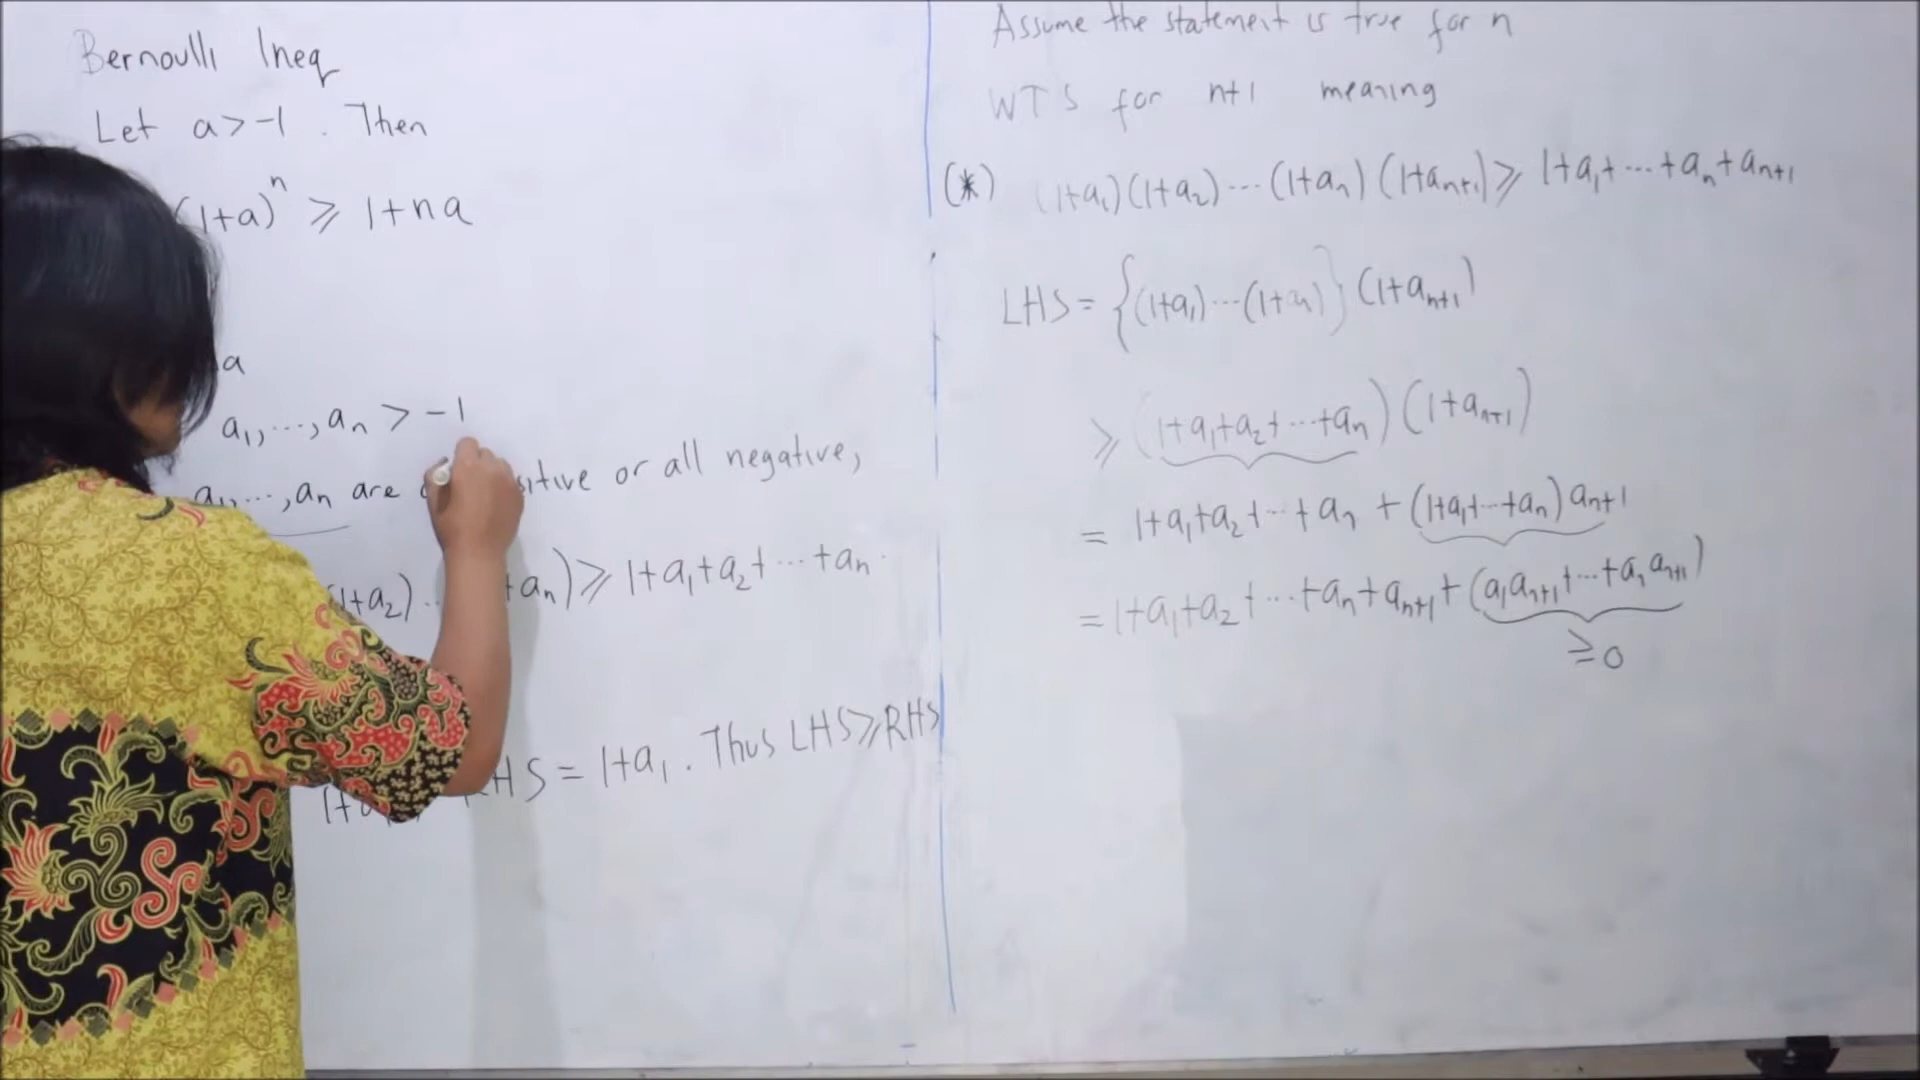 Bernoulli Ineq
Let a > -1 . Then
(1+a)^n ⩾ 1+na
a
a₁, ⋯, aₙ > -1
a₁, ⋯, aₙ are or all negative,
1+a₂) ⋯ +aₙ) ⩾ 1+a₁+a₂+⋯+aₙ.
HS = 1+a₁ . Thus LHS ⩾ RHS
Assume the statement is true for n
WTS for n+1 meaning
(*) (1+a₁)(1+a₂)⋯(1+aₙ)(1+aₙ₊₁) ⩾ 1+a₁+⋯+aₙ+aₙ₊₁
LHS = {(1+a₁)⋯(1+aₙ)} (1+aₙ₊₁)
⩾ (1+a₁+a₂+⋯+aₙ)(1+aₙ₊₁)
= 1+a₁+a₂+⋯+aₙ + (1+a₁+⋯+aₙ)aₙ₊₁
= 1+a₁+a₂+⋯+aₙ+aₙ₊₁+(a₁aₙ₊₁+⋯+aₙaₙ₊₁)
≥0